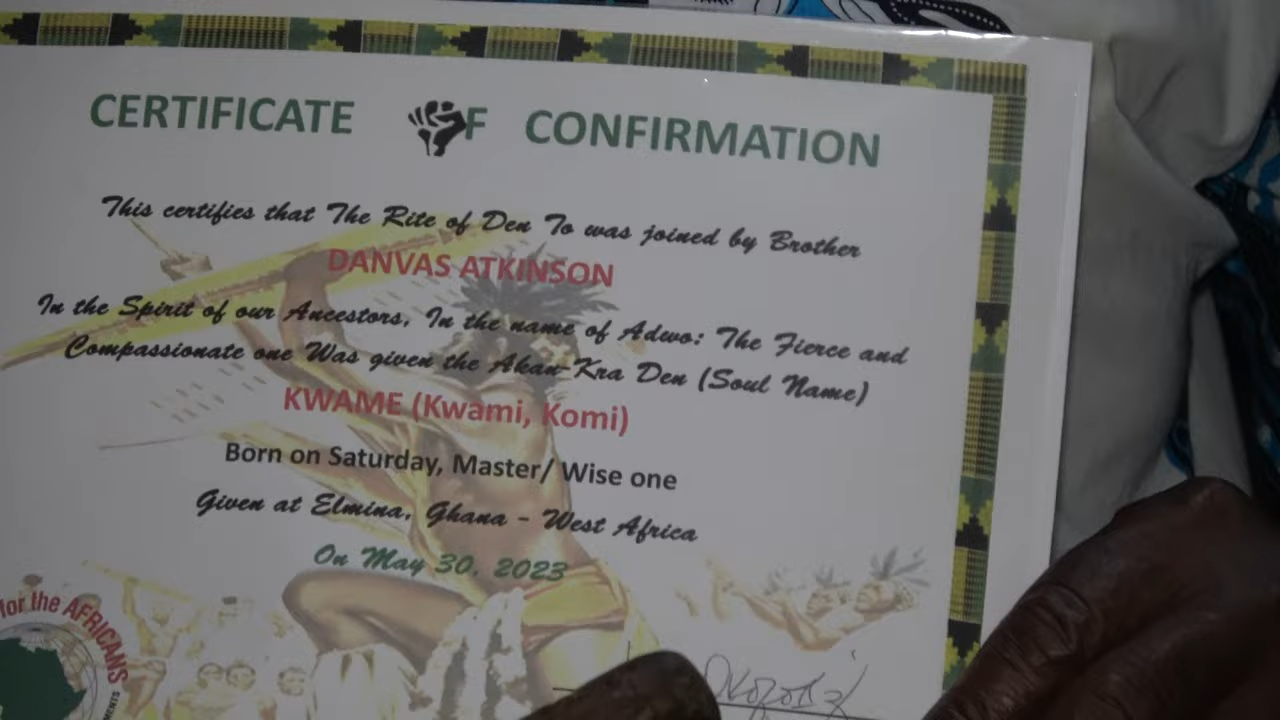 CERTIFICATE OF CONFIRMATION
This certifies that The Rite of Den To was joined by Brother
DANVAS ATKINSON
In the Spirit of our Ancestors, In the name of Adwo: The Fierce and
Compassionate one Was given the Akan-Kra Den (Soul Name)
KWAME (Kwami, Komi)
Born on Saturday, Master/ Wise one
Given at Elmina, Ghana - West Africa
On May 30, 2023
for the AFRICANS